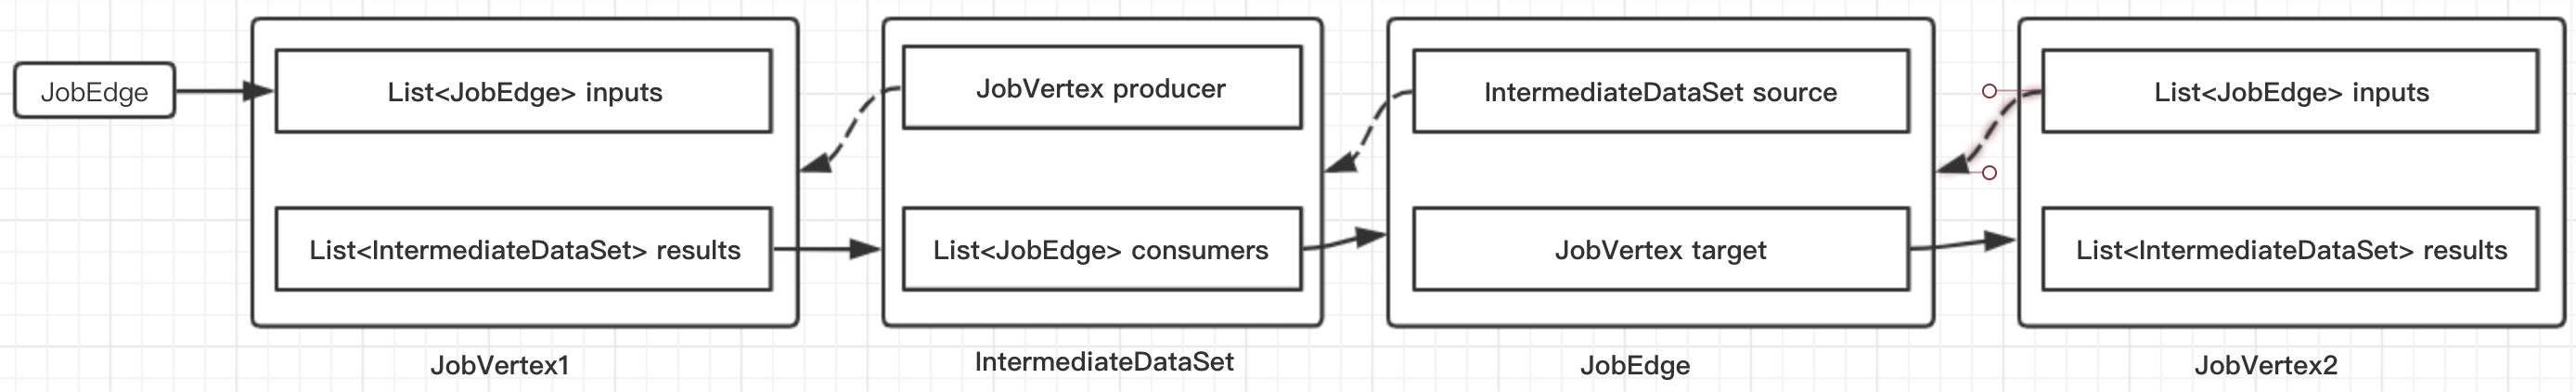 JobEdge
List<JobEdge> inputs
List<IntermediateDataSet> results
JobVertex1
JobVertex producer
List<JobEdge> consumers
IntermediateDataSet
IntermediateDataSet source
JobVertex target
JobEdge
List<JobEdge> inputs
List<IntermediateDataSet> results
JobVertex2